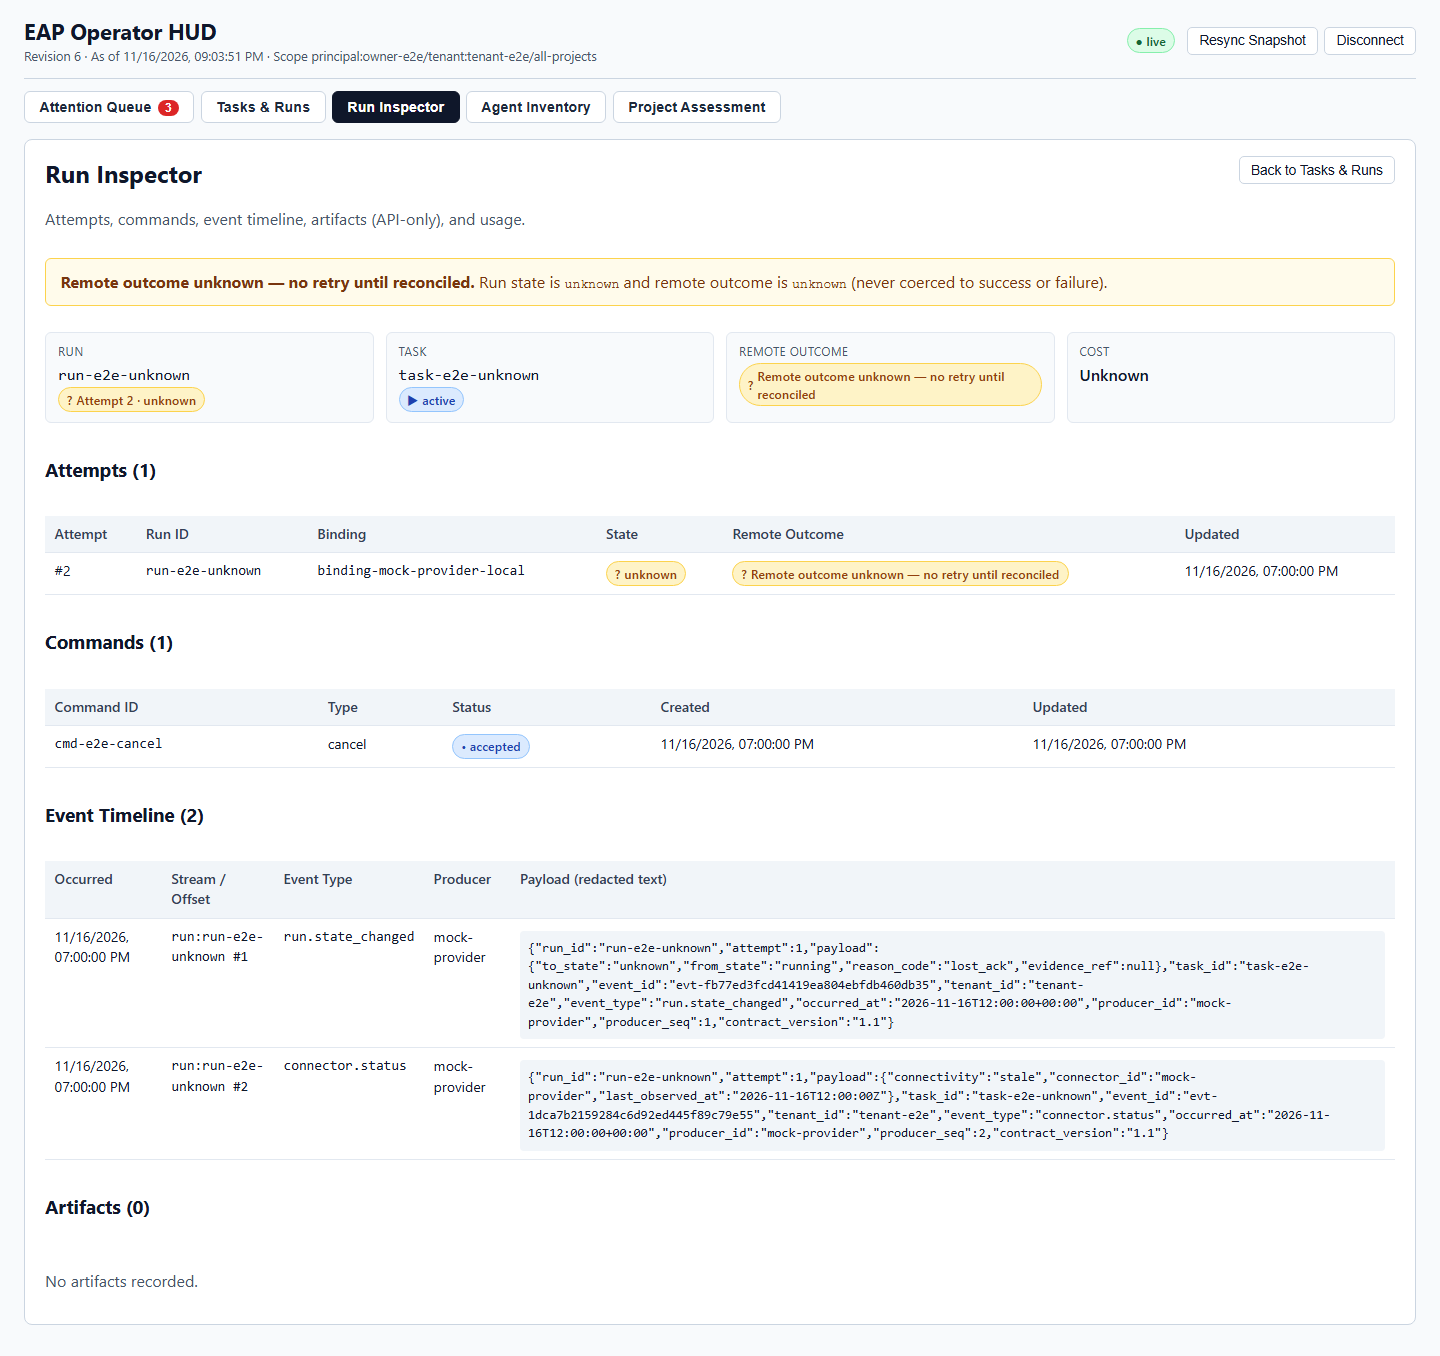 EAP Operator HUD
Revision 6 · As of 11/16/2026, 09:03:51 PM · Scope principal:owner-e2e/tenant:tenant-e2e/all-projects
● live
Resync Snapshot
Disconnect
Attention Queue 3
Tasks & Runs
Run Inspector
Agent Inventory
Project Assessment
Run Inspector
Back to Tasks & Runs
Attempts, commands, event timeline, artifacts (API-only), and usage.
Remote outcome unknown — no retry until reconciled. Run state is unknown and remote outcome is unknown (never coerced to success or failure).
RUN
run-e2e-unknown
? Attempt 2 · unknown
TASK
task-e2e-unknown
▶ active
REMOTE OUTCOME
? Remote outcome unknown — no retry until
reconciled
COST
Unknown
Attempts (1)
Attempt Run ID Binding State Remote Outcome Updated
#2 run-e2e-unknown binding-mock-provider-local ? unknown ? Remote outcome unknown — no retry until reconciled 11/16/2026, 07:00:00 PM
Commands (1)
Command ID Type Status Created Updated
cmd-e2e-cancel cancel • accepted 11/16/2026, 07:00:00 PM 11/16/2026, 07:00:00 PM
Event Timeline (2)
Occurred
Stream /
Offset
Event Type
Producer
Payload (redacted text)
11/16/2026,
07:00:00 PM
run:run-e2e-
unknown #1
run.state_changed
mock-
provider
{"run_id":"run-e2e-unknown","attempt":1,"payload":
{"to_state":"unknown","from_state":"running","reason_code":"lost_ack","evidence_ref":null},"task_id":"task-e2e-
unknown","event_id":"evt-fb77ed3fcd41419ea804ebfdb460db35","tenant_id":"tenant-
e2e","event_type":"run.state_changed","occurred_at":"2026-11-16T12:00:00+00:00","producer_id":"mock-
provider","producer_seq":1,"contract_version":"1.1"}
11/16/2026,
07:00:00 PM
run:run-e2e-
unknown #2
connector.status
mock-
provider
{"run_id":"run-e2e-unknown","attempt":1,"payload":{"connectivity":"stale","connector_id":"mock-
provider","last_observed_at":"2026-11-16T12:00:00Z"},"task_id":"task-e2e-unknown","event_id":"evt-
1dca7b2159284c6d92ed445f89c79e55","tenant_id":"tenant-e2e","event_type":"connector.status","occurred_at":"2026-11-
16T12:00:00+00:00","producer_id":"mock-provider","producer_seq":2,"contract_version":"1.1"}
Artifacts (0)
No artifacts recorded.